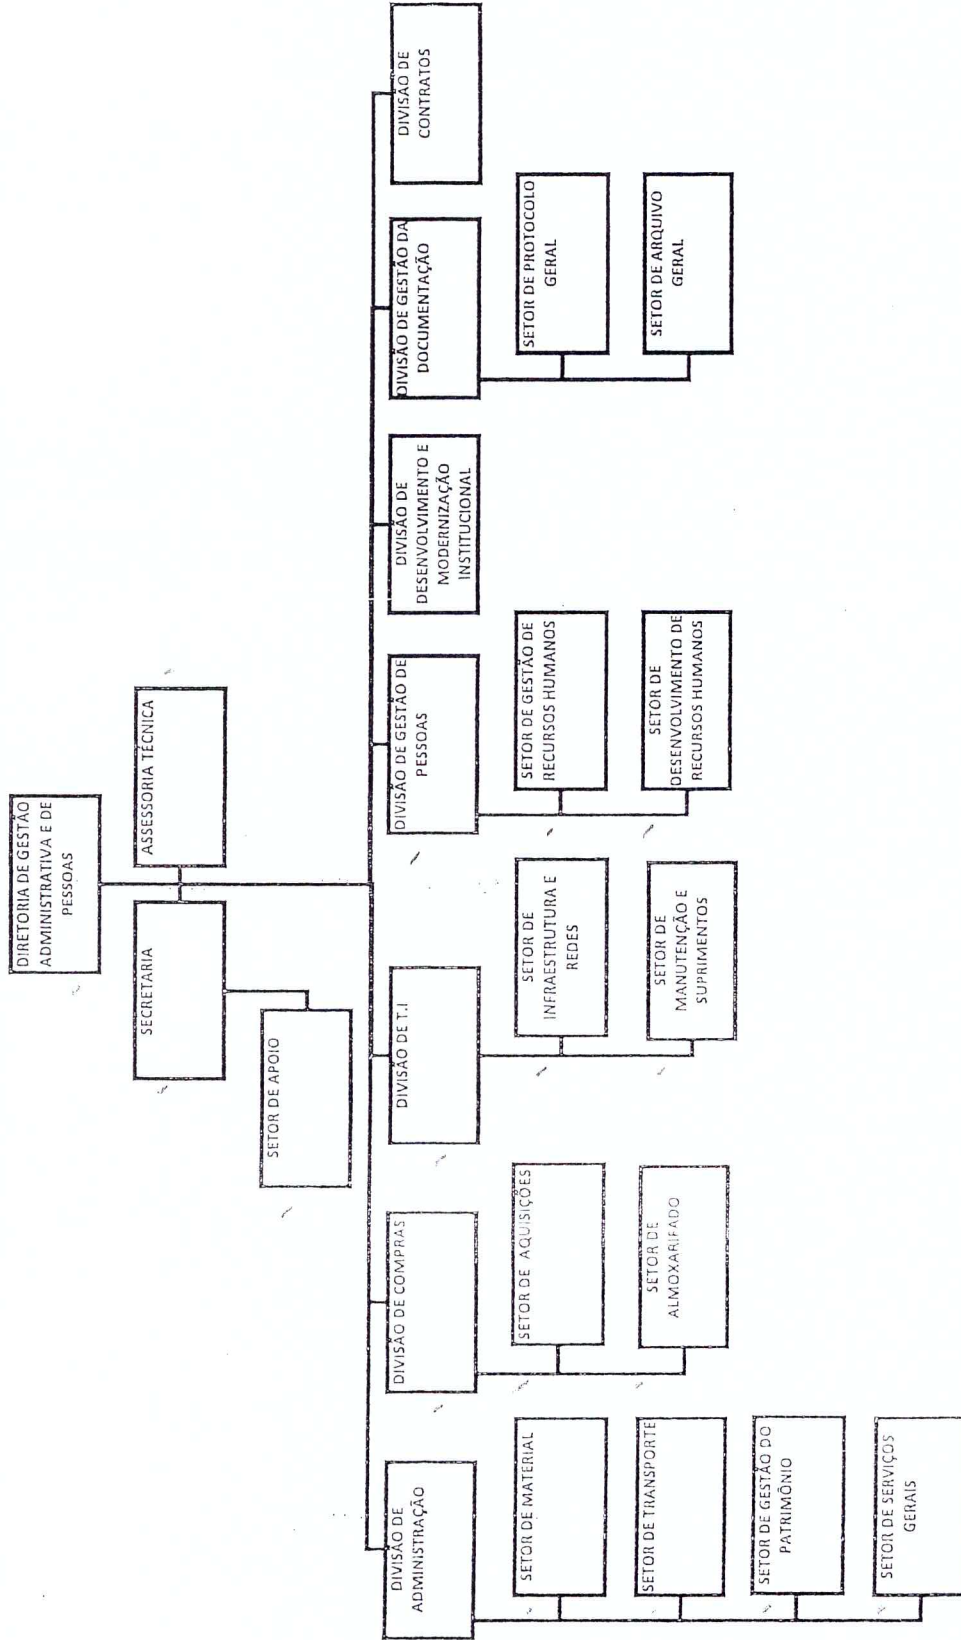 DIRETORIA DE GESTÃO
ADMINISTRATIVA E DE
PESSOAS
SECRETARIA
ASSESSORIA TÉCNICA
SETOR DE APOIO
DIVISÃO DE
ADMINISTRAÇÃO
SETOR DE MATERIAL
SETOR DE TRANSPORTE
SETOR DE GESTÃO DO
PATRIMÔNIO
SETOR DE SERVIÇOS
GERAIS
DIVISÃO DE COMPRAS
SETOR DE AQUISIÇÕES
SETOR DE
ALMOXARIFADO
DIVISÃO DE T.I
SETOR DE
INFRAESTRUTURA E
REDES
SETOR DE
MANUTENÇÃO E
SUPRIMENTOS
DIVISÃO DE GESTÃO DE
PESSOAS
SETOR DE GESTÃO DE
RECURSOS HUMANOS
SETOR DE
DESENVOLVIMENTO DE
RECURSOS HUMANOS
DIVISÃO DE
DESENVOLVIMENTO E
MODERNIZAÇÃO
INSTITUCIONAL
DIVISÃO DE GESTÃO DA
DOCUMENTAÇÃO
SETOR DE PROTOCOLO
GERAL
SETOR DE ARQUIVO
GERAL
DIVISÃO DE
CONTRATOS